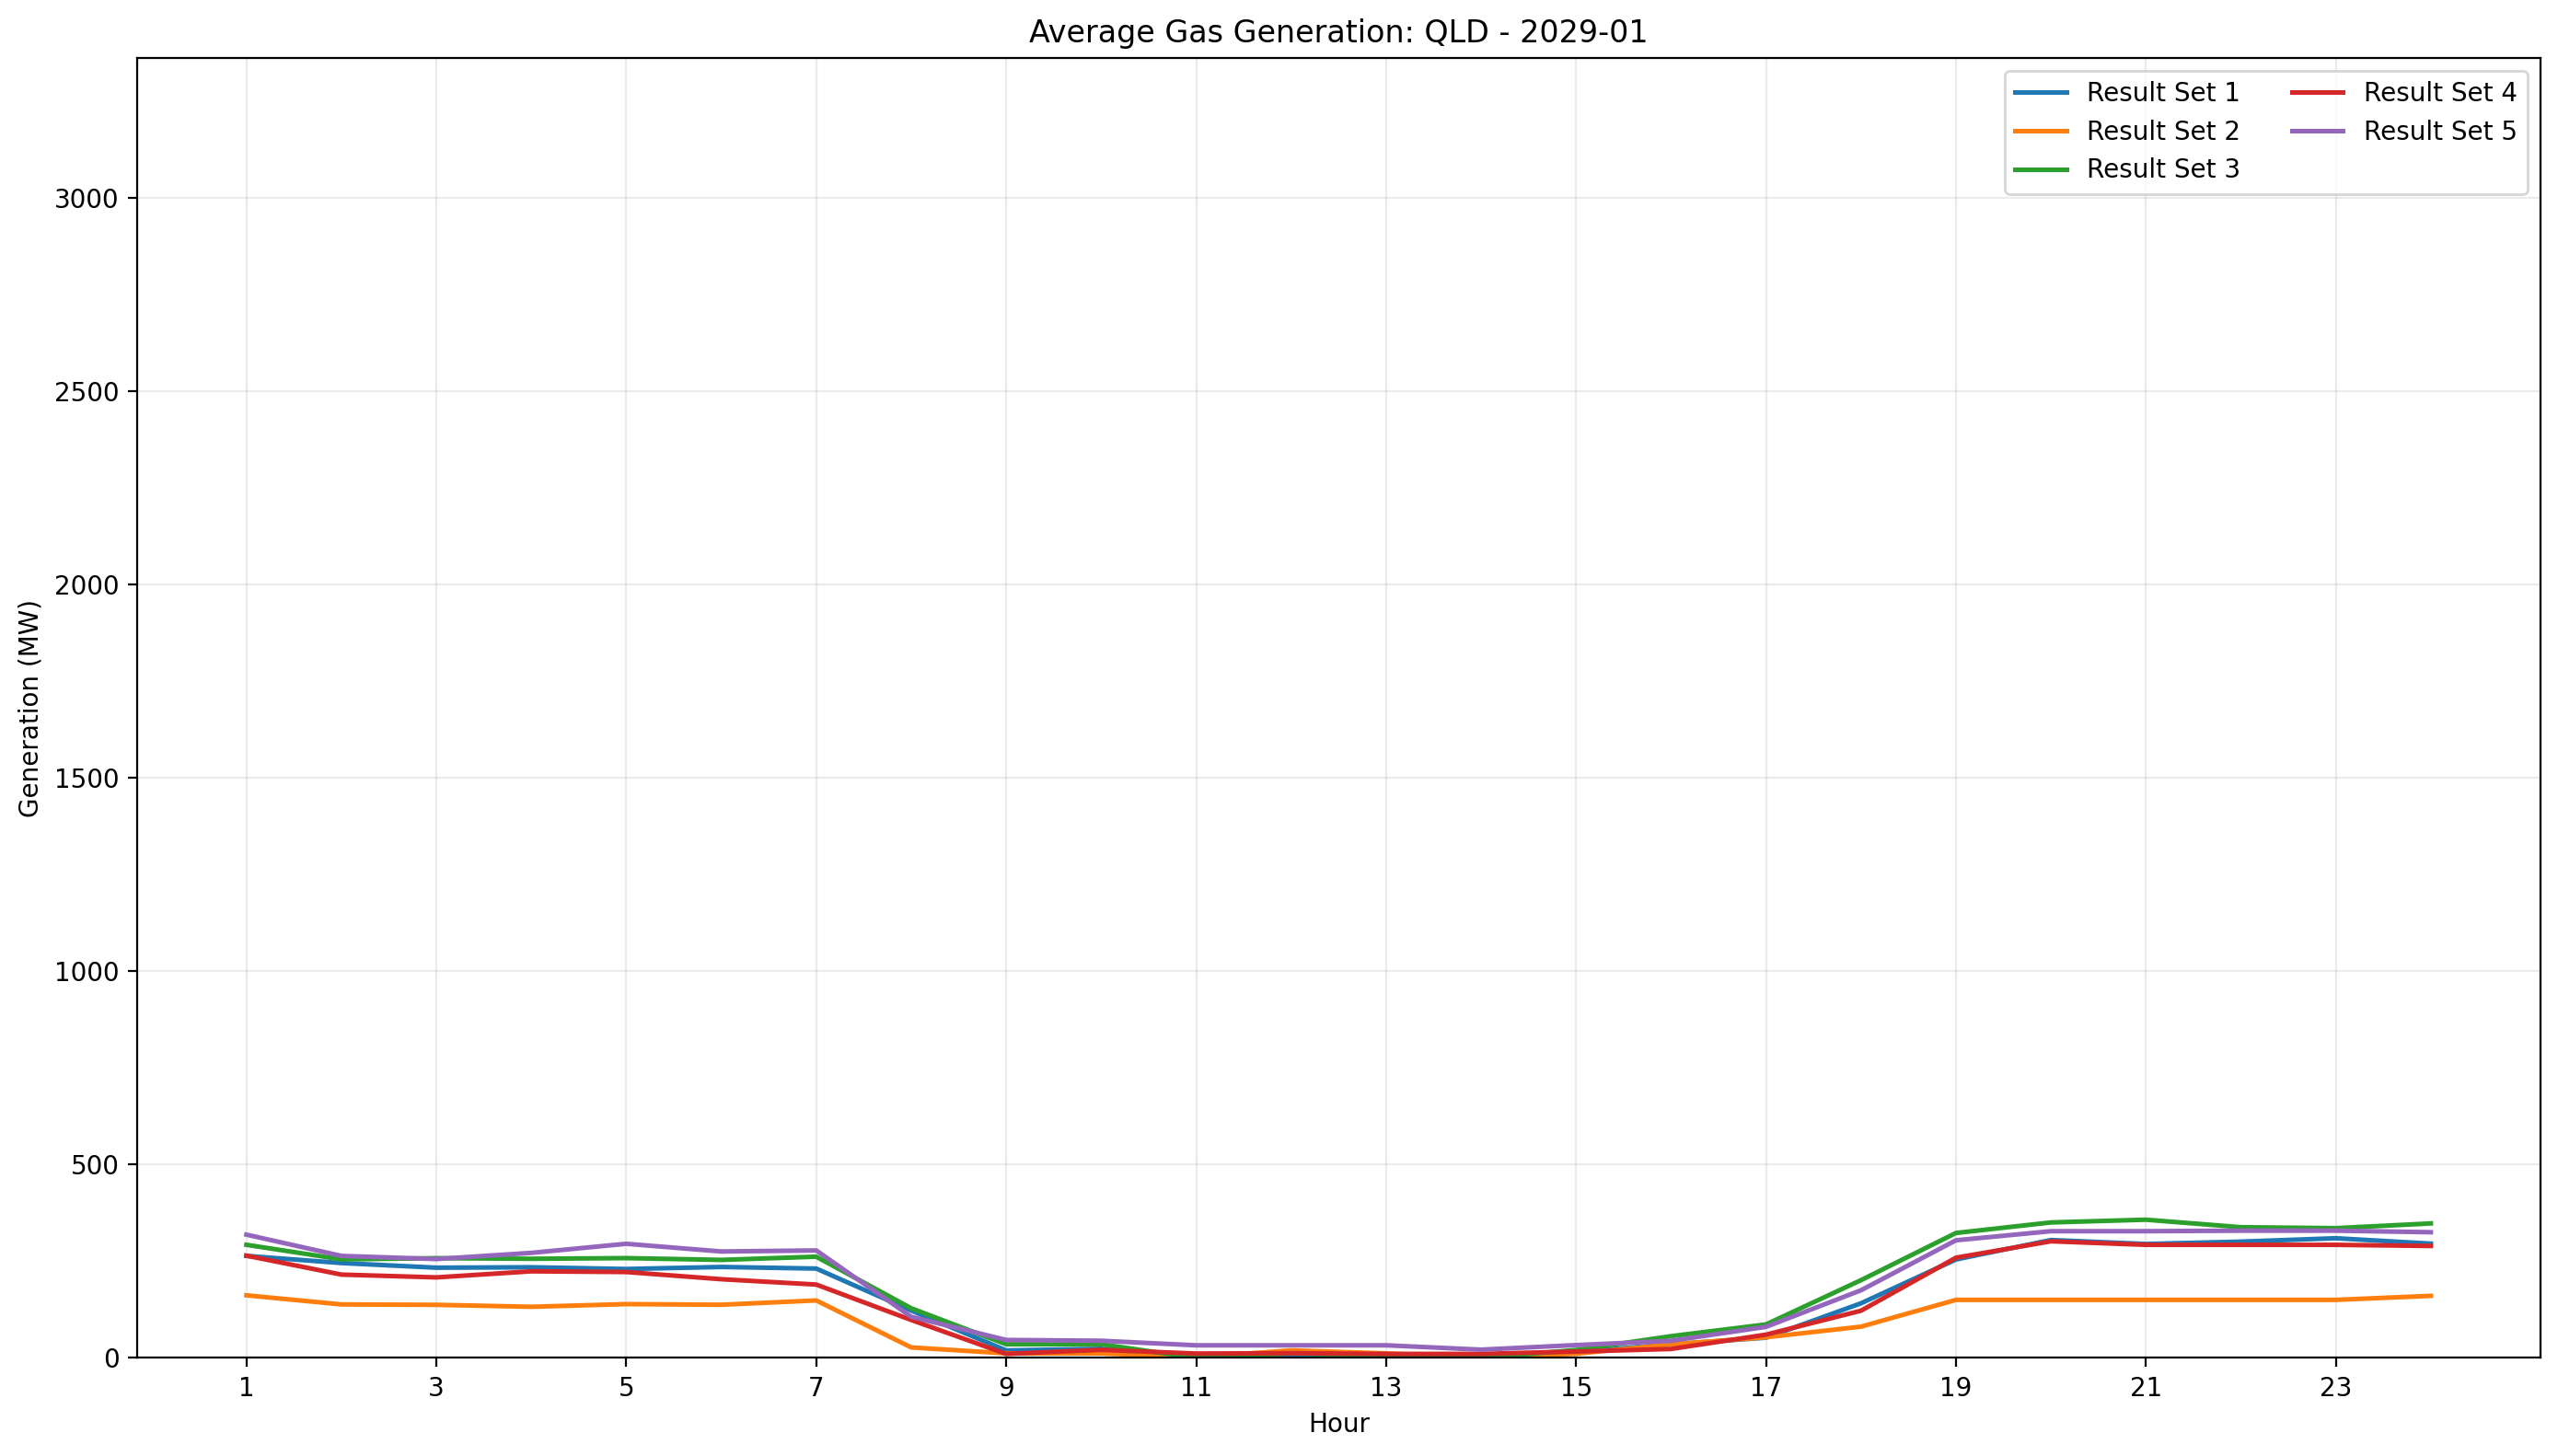 Average Gas Generation: QLD - 2029-01
Result Set 1
Result Set 2
Result Set 3
Result Set 4
Result Set 5
Generation (MW)
3000
2500
2000
1500
1000
500
0
1 3 5 7 9 11 13 15 17 19 21 23
Hour